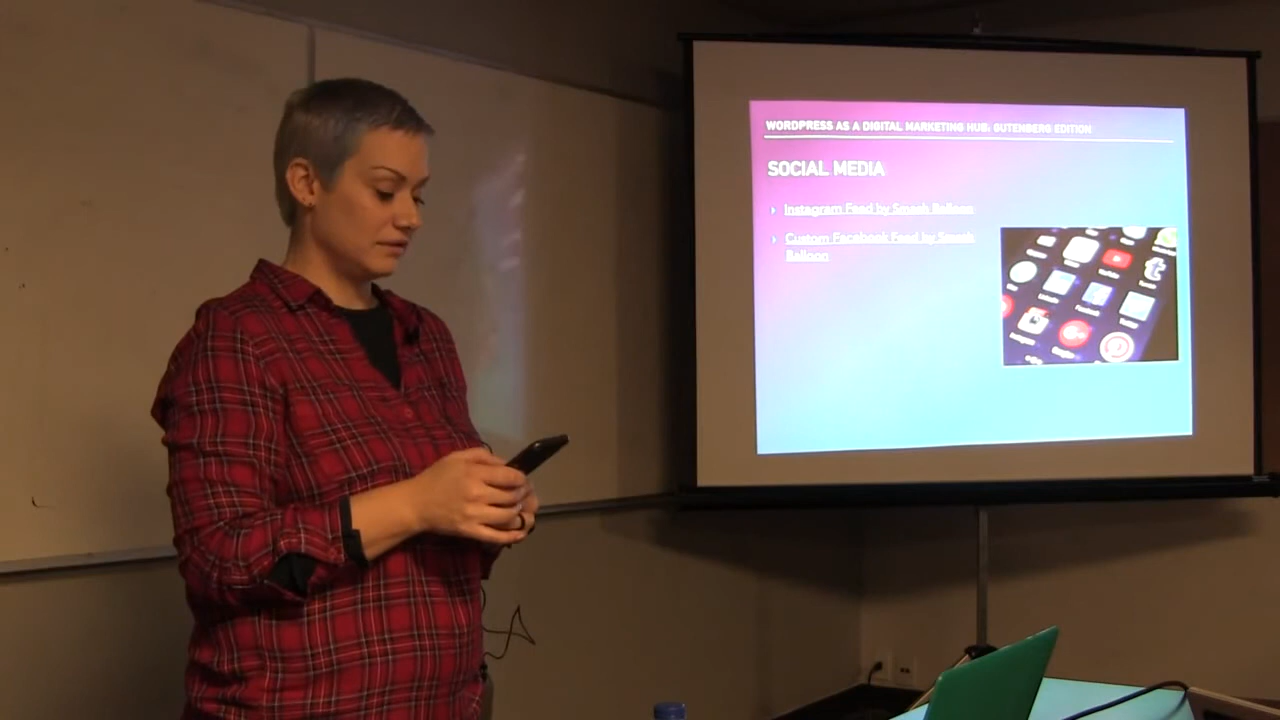 WORDPRESS AS A DIGITAL MARKETING HUB: GUTENBERG EDITION
SOCIAL MEDIA
Instagram Feed by Smash Balloon
Custom Facebook Feed by Smash
Balloon